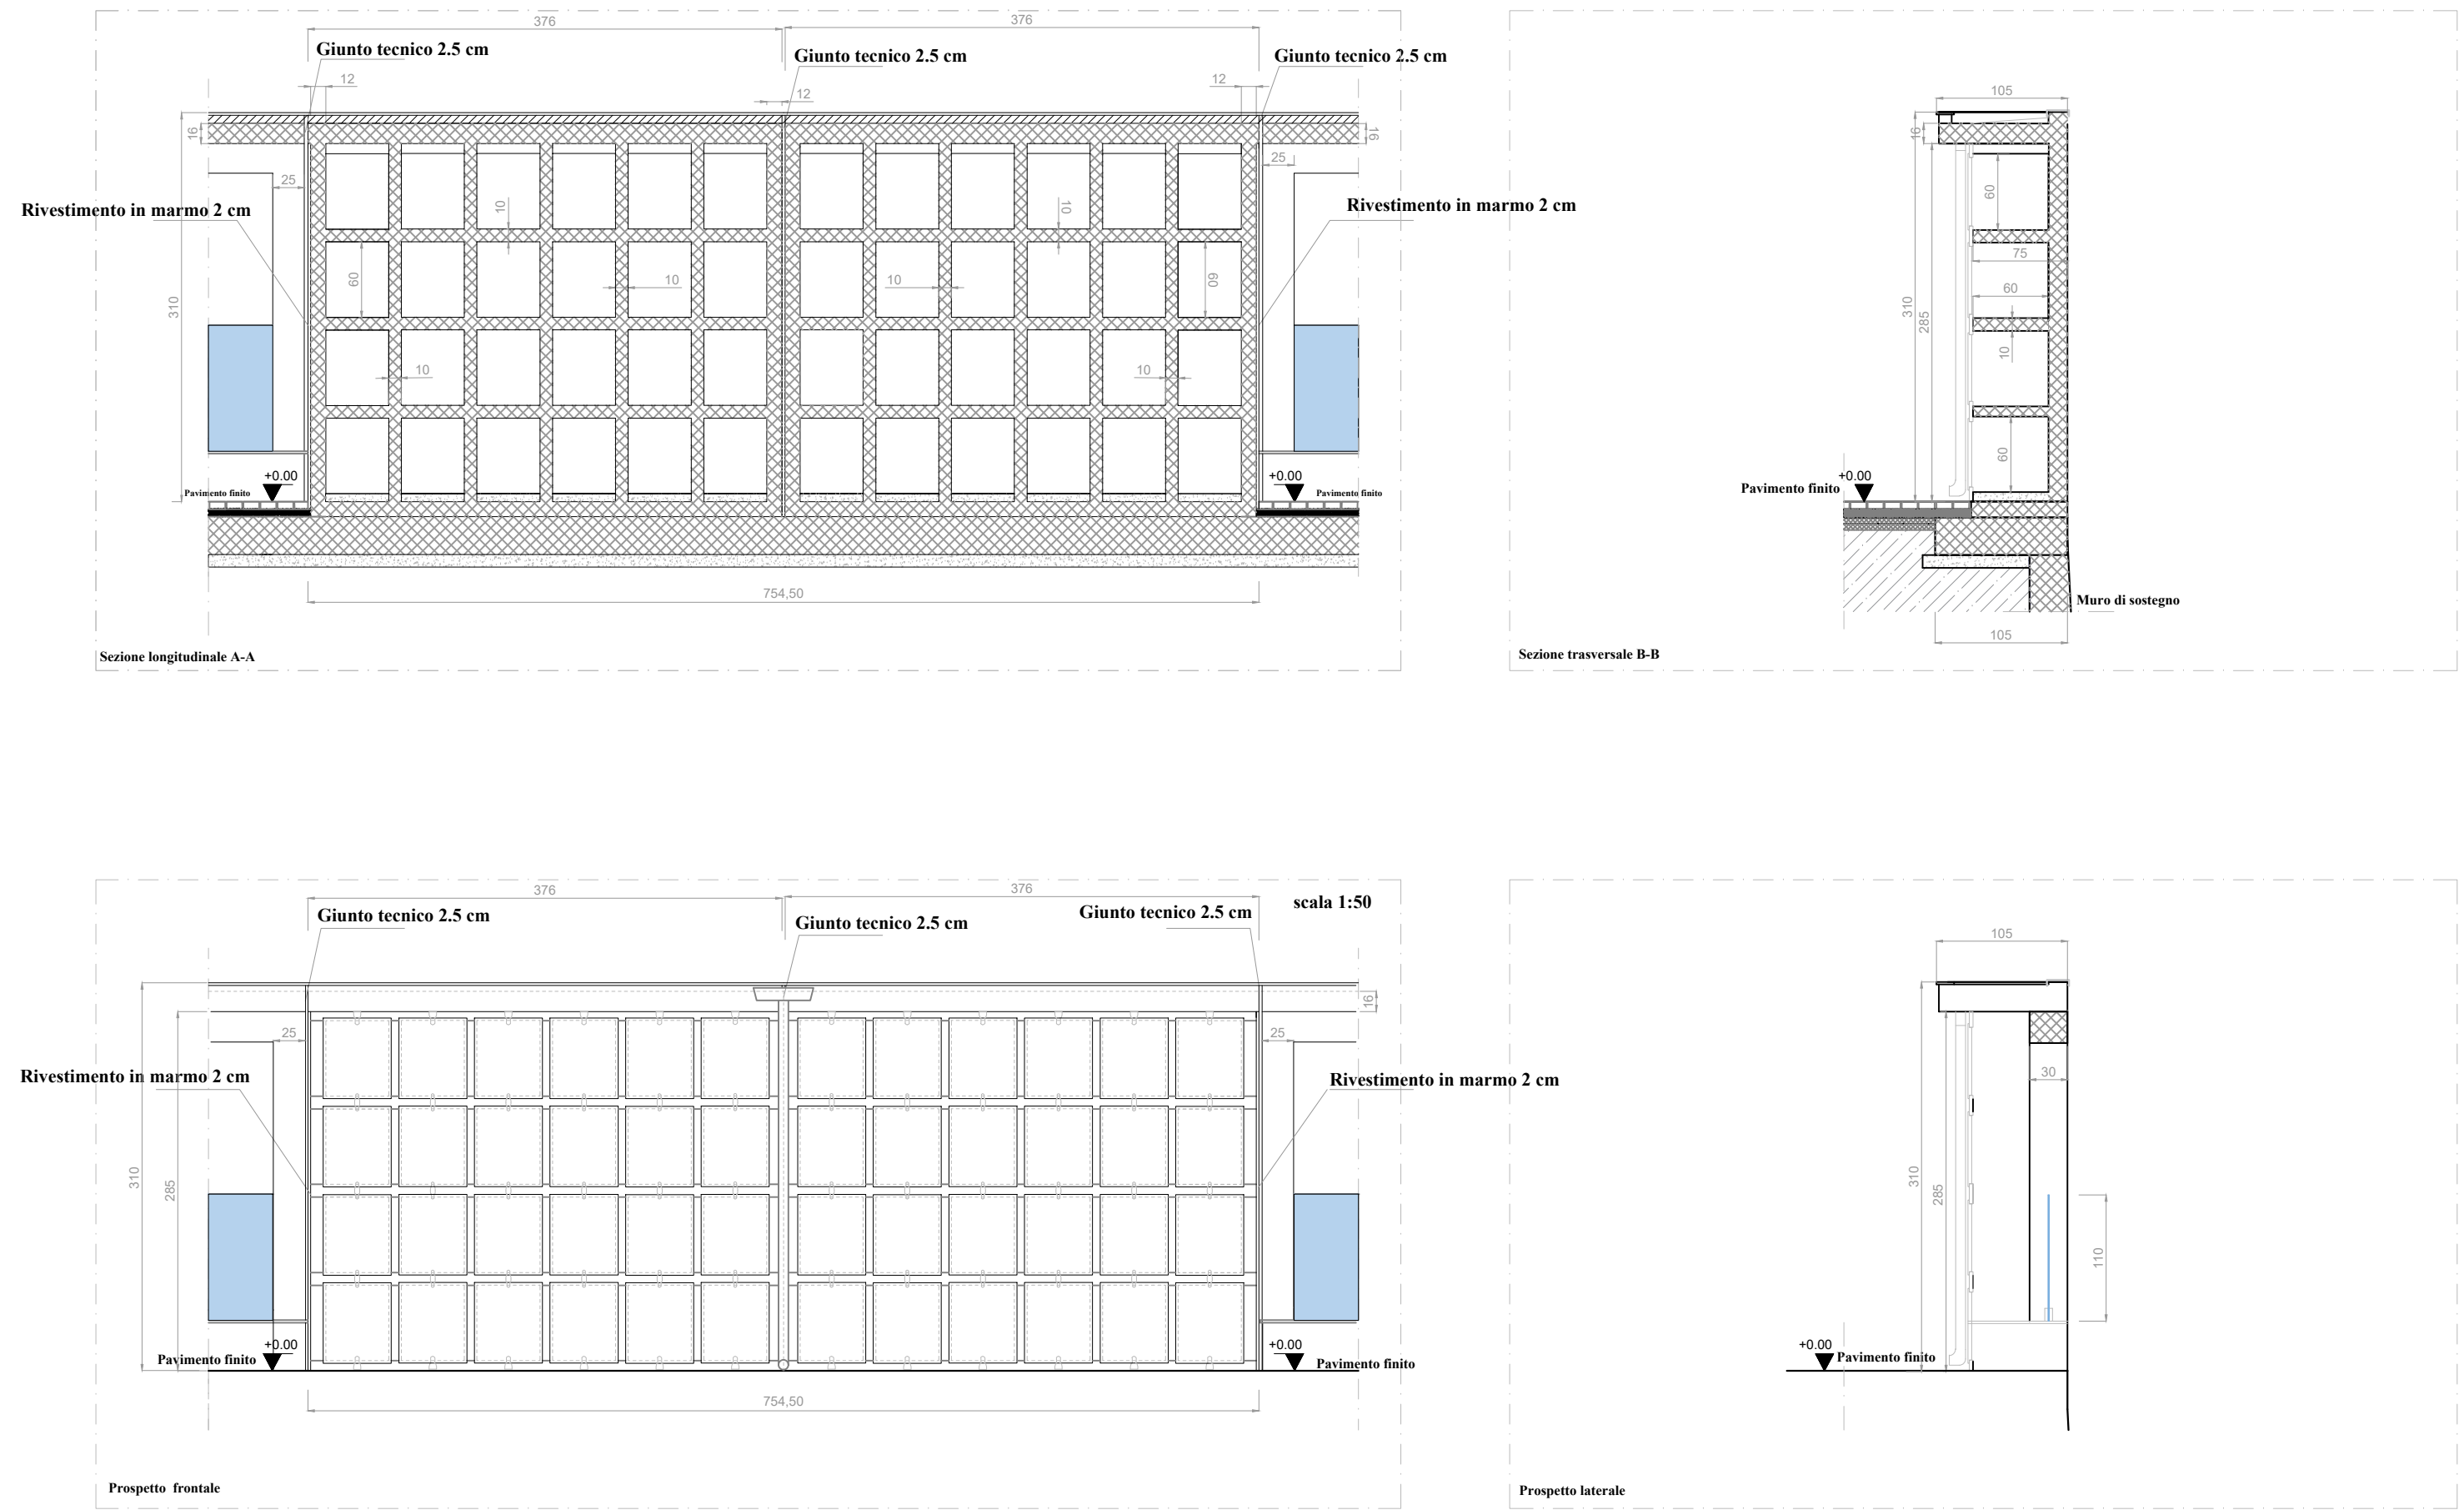 376
376
Giunto tecnico 2.5 cm
Giunto tecnico 2.5 cm
Giunto tecnico 2.5 cm
12
12
12
16
16
25
25
Rivestimento in marmo 2 cm
Rivestimento in marmo 2 cm
10
10
60
10
10
60
310
10
10
+0.00
Pavimento finito
+0.00
Pavimento finito
754,50
Sezione longitudinale A-A
105
16
60
75
60
310
285
10
60
+0.00
Pavimento finito
Muro di sostegno
105
Sezione trasversale B-B
376
376
scala 1:50
Giunto tecnico 2.5 cm
Giunto tecnico 2.5 cm
Giunto tecnico 2.5 cm
16
25
25
Rivestimento in marmo 2 cm
Rivestimento in marmo 2 cm
310
285
+0.00
Pavimento finito
+0.00
Pavimento finito
754,50
Prospetto frontale
105
30
310
285
110
+0.00
Pavimento finito
Prospetto laterale